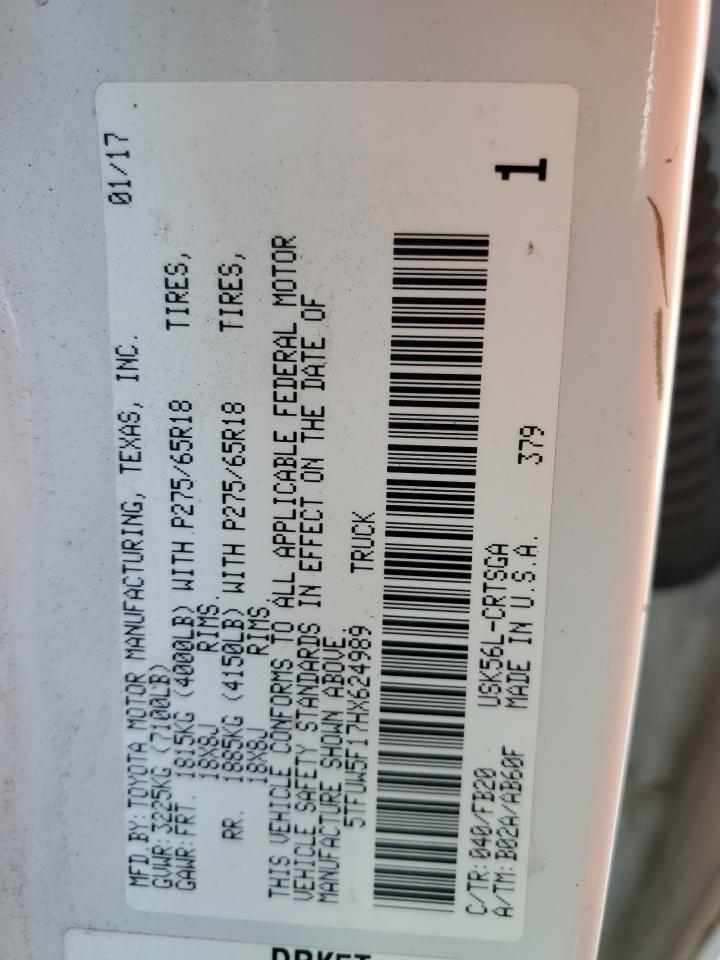 MFD. BY: TOYOTA MOTOR MANUFACTURING, TEXAS, INC. 01/17
GVWR: 3225KG (7100LB)
GAWR: FRT. 1815KG (4000LB) WITH P275/65R18 TIRES,
18X8J RIMS,
RR. 1885KG (4150LB) WITH P275/65R18 TIRES,
18X8J RIMS
THIS VEHICLE CONFORMS TO ALL APPLICABLE FEDERAL MOTOR
VEHICLE SAFETY STANDARDS IN EFFECT ON THE DATE OF
MANUFACTURE SHOWN ABOVE.
5TFUW5F17HX624989 TRUCK
C/TR: 040/FB20 USK56L-CRTSGA
A/TM: B02A/AB60F MADE IN U.S.A. 379
1